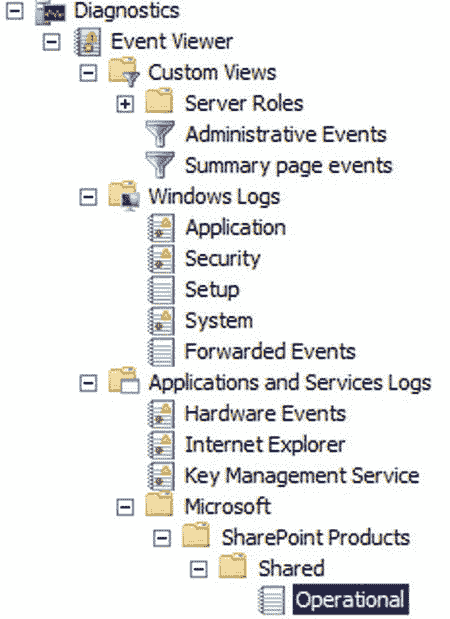 Diagnostics
Event Viewer
Custom Views
Server Roles
Administrative Events
Summary page events
Windows Logs
Application
Security
Setup
System
Forwarded Events
Applications and Services Logs
Hardware Events
Internet Explorer
Key Management Service
Microsoft
SharePoint Products
Shared
Operational